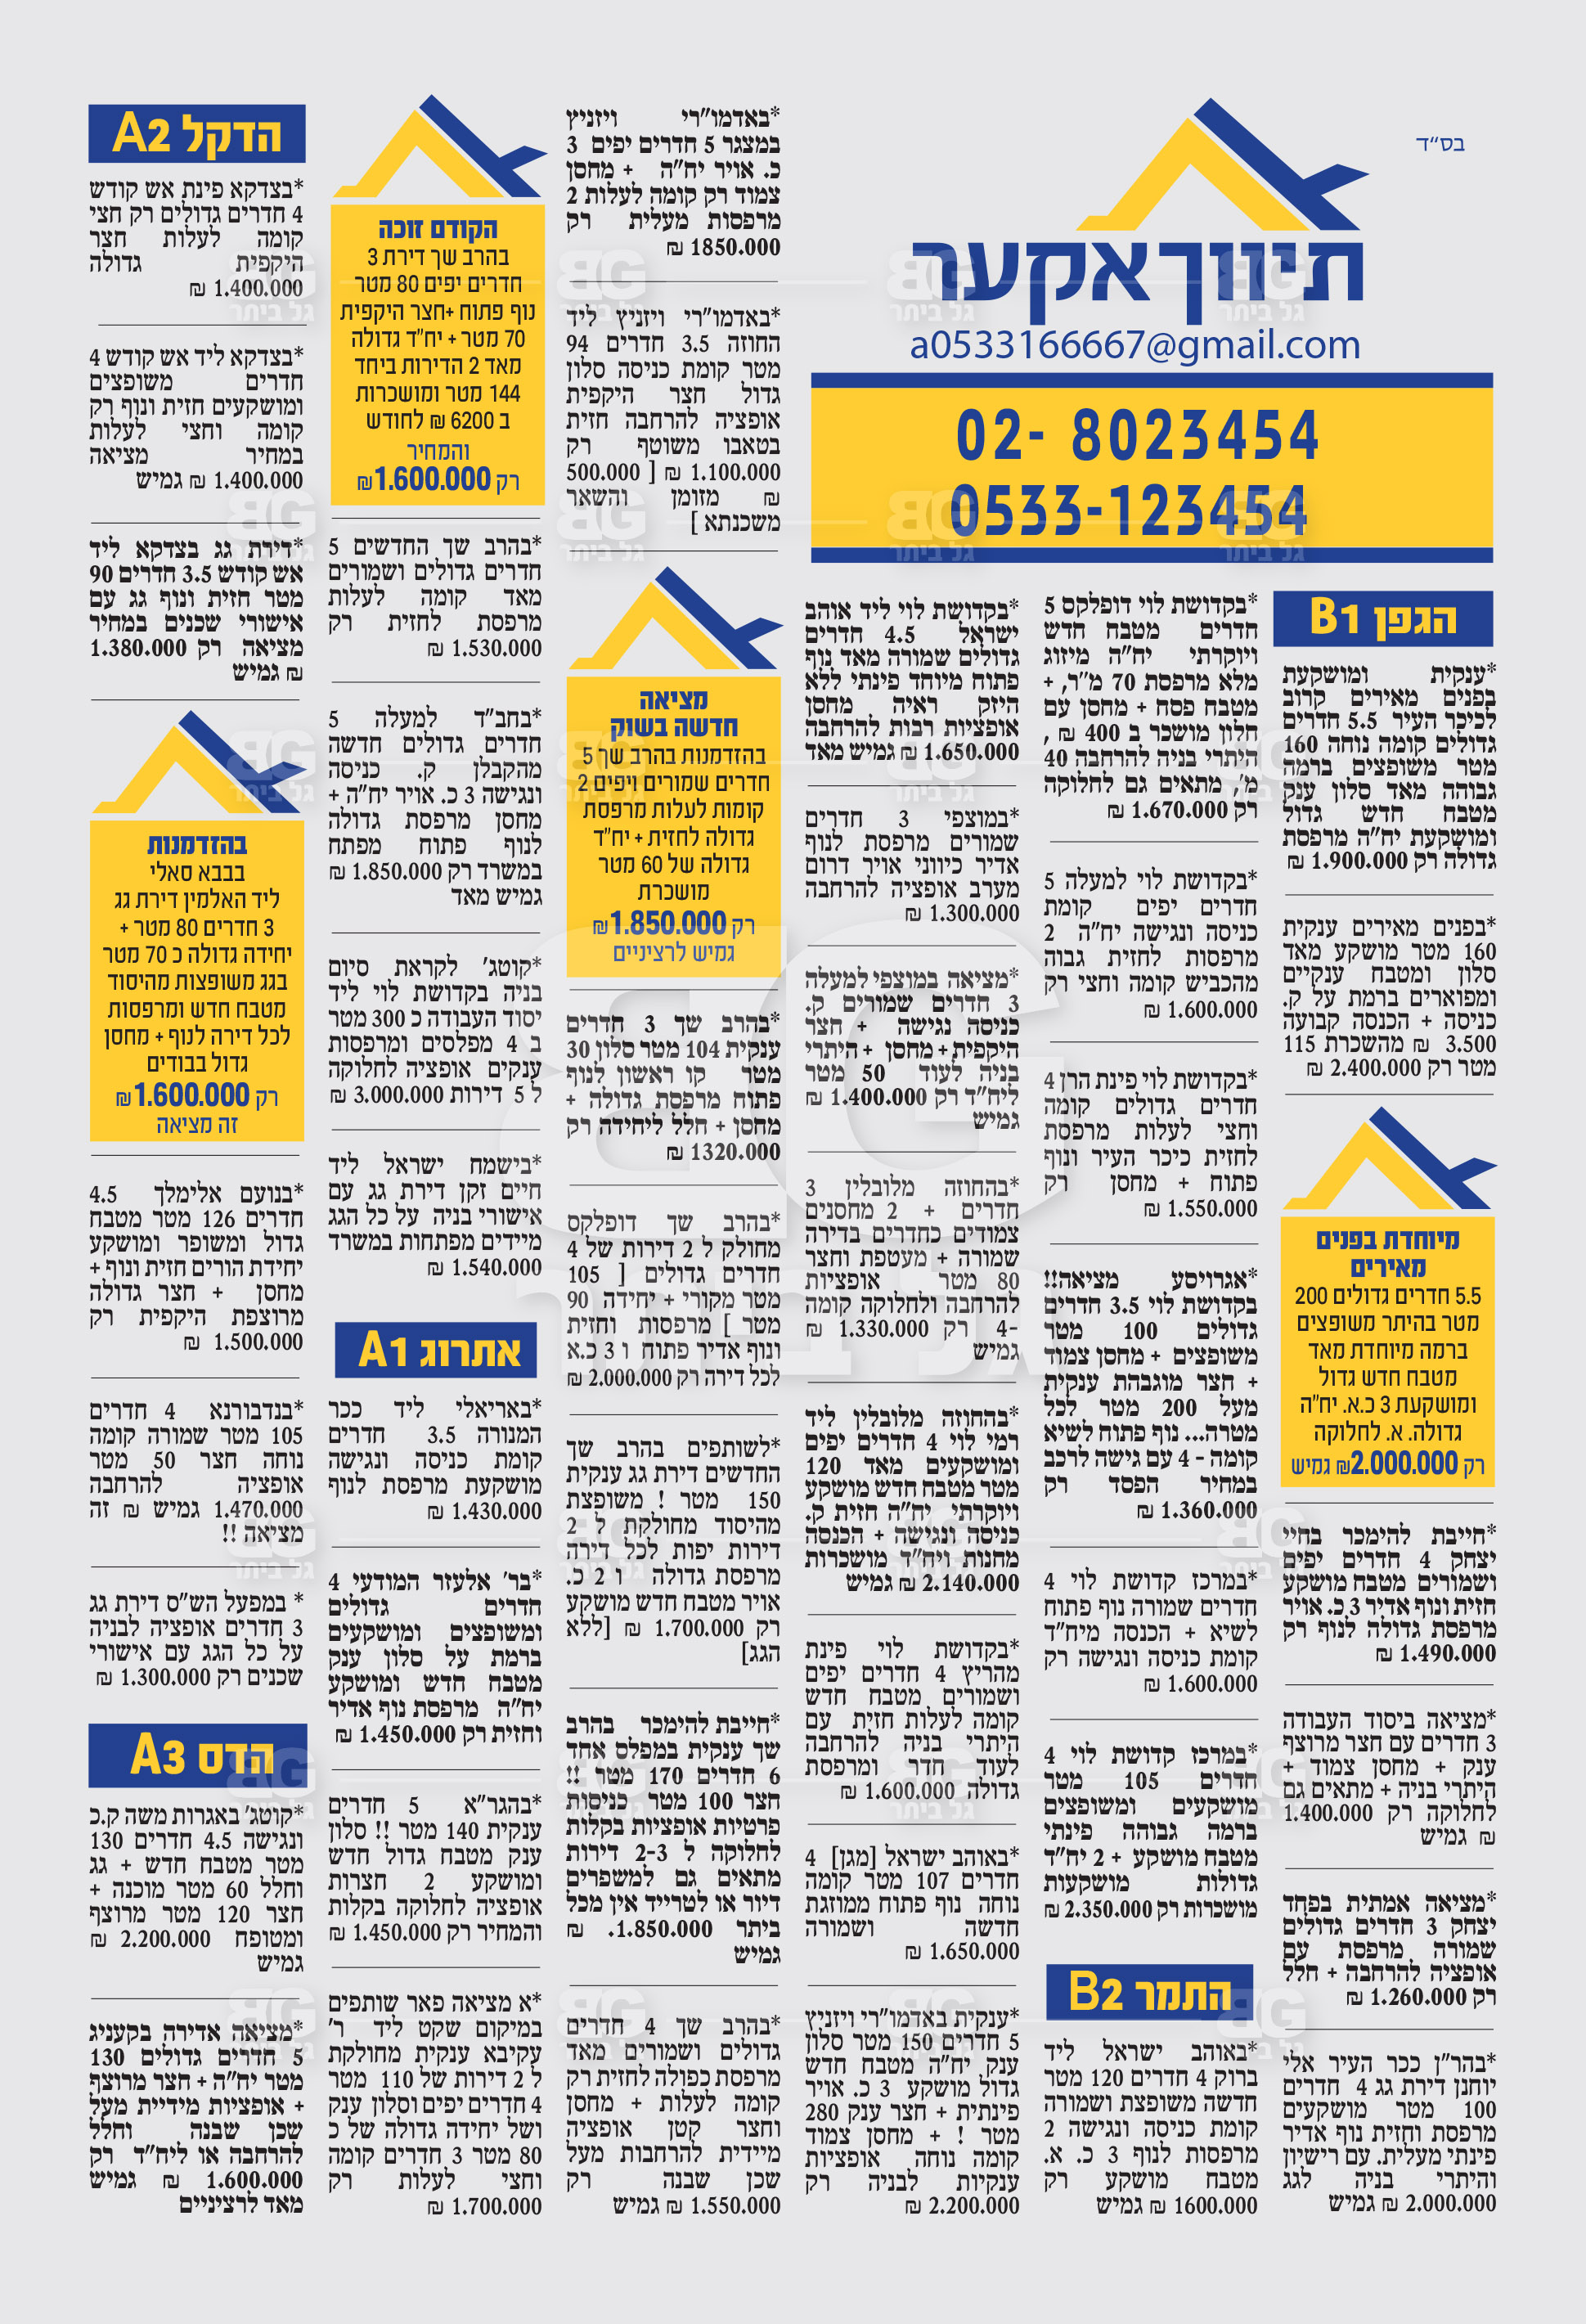 בס"ד
תיווך אקער
a0533166667@gmail.com
02- 8023454
0533-123454
הגפן B1
*ענקית ומושקעת
בפנים מאירים קרוב
לכיכר העיר 5.5 חדרים
גדולים קומה נוחה 160
מטר משופצים ברמה
גבוהה מאד סלון ענק
מטבח חדש גדול
ומושקעת יח"ה מרפסת
גדולה רק 1.900.000 ₪
*בפנים מאירים ענקית
160 מטר מושקע מאד
סלון ומטבח ענקיים
ומפוארים ברמת על ק.
כניסה + הכנסה קבועה
3.500 ₪ מהשכרת 115
מטר רק 2.400.000 ₪
מיוחדת בפנים
מאירים
5.5 חדרים גדולים 200
מטר בהיתר משופצים
ברמה מיוחדת מאד
מטבח חדש גדול
ומושקעת 3 כ.א. יח"ה
גדולה. א. לחלוקה
רק 2.000.000₪ גמיש
*חייבת להימכר בחיי
יצחק 4 חדרים יפים
ושמורים מטבח מושקע
חזית ונוף אדיר 3 כ. אויר
מרפסת גדולה לנוף רק
1.490.000 ₪
*מציאה ביסוד העבודה
3 חדרים עם חצר מרוצף
ענק + מחסן צמוד +
היתרי בניה + מתאים גם
לחלוקה רק 1.400.000
₪ גמיש
*מציאה אמתית בפחד
יצחק 3 חדרים גדולים
שמורה מרפסת עם
אופציה להרחבה + חלל
רק 1.260.000 ₪
*בהר"ן ככר העיר אלי
יוחנן דירת גג 4 חדרים
100 מטר מושקעים
מרפסת וחזית נוף אדיר
פינתי מעלית. עם רישיון
והיתרי בניה לגג
2.000.000 ₪ גמיש
*בקדושת לוי דופלקס 5
חדרים מטבח חדש
ויוקרתי יח"ה מיזוג
מלא מרפסת 70 מ"ר, +
מטבח פסח + מחסן עם
חלון מושכר ב 400 ₪ ,
היתרי בניה להרחבה 40
מ', מתאים גם לחלוקה
רק 1.670.000 ₪
*בקדושת לוי למעלה 5
חדרים יפים קומת
כניסה ונגישה יח"ה 2
מרפסות לחזית גבוה
מהכביש קומה וחצי רק
1.600.000 ₪
*בקדושת לוי פינת הרן 4
חדרים גדולים קומה
וחצי לעלות מרפסת
לחזית כיכר העיר ונוף
פתוח + מחסן רק
1.550.000 ₪
*אגרויסע מציאה!!
בקדושת לוי 3.5 חדרים
גדולים 100 מטר
משופצים + מחסן צמוד
+ חצר מוגבהת ענקית
מעל 200 מטר לכל
מטרה... נוף פתוח לשיא
קומה - 4 עם גישה לרכב
במחיר הפסד רק
1.360.000 ₪
*במרכז קדושת לוי 4
חדרים שמורה נוף פתוח
לשיא + הכנסה מיח"ד
קומת כניסה ונגישה רק
1.600.000 ₪
*במרכז קדושת לוי 4
חדרים 105 מטר
מושקעים ומשופצים
ברמה גבוהה פינתי
מטבח מושקע + 2 יח"ד
גדולות מושקעות
מושכרות רק 2.350.000 ₪
התמר B2
*באוהב ישראל ליד
ברוק 4 חדרים 120 מטר
חדשה משופצת ושמורה
קומת כניסה ונגישה 2
מרפסות לנוף 3 כ. א.
מטבח מושקע רק
1600.000 ₪ גמיש
*בקדושת לוי ליד אוהב
ישראל 4.5 חדרים
גדולים שמורה מאד נוף
פתוח מיוחד פינתי ללא
היזק ראיה מחסן
אופציות רבות להרחבה
1.650.000 ₪ גמיש מאד
*במוצפי 3 חדרים
שמורים מרפסת לנוף
אדיר כיווני אויר דרום
מערב אופציה להרחבה
1.300.000 ₪
*מציאה במוצפי למעלה
3 חדרים שמורים ק.
כניסה נגישה + חצר
היקפית + מחסן + היתרי
בניה לעוד 50 מטר
ליח"ד רק 1.400.000 ₪
גמיש
*בהחוזה מלובלין 3
חדרים + 2 מחסנים
צמודים כחדרים בדירה
שמורה + מעטפת וחצר
80 מטר אופציות
להרחבה ולחלוקה קומה
4- רק 1.330.000 ₪
גמיש
*בהחוזה מלובלין ליד
רמי לוי 4 חדרים יפים
ומושקעים מאד 120
מטר מטבח חדש מושקע
ויוקרתי יח"ה חזית ק.
כניסה ונגישה + הכנסה
מחנות ויח"ד מושכרות
2.140.000 ₪ גמיש
*בקדושת לוי פינת
מהריץ 4 חדרים יפים
ושמורים מטבח חדש
קומה לעלות חזית עם
היתרי בניה להרחבה
לעוד חדר ומרפסת
גדולה 1.600.000 ₪
*באוהב ישראל [מגן] 4
חדרים 107 מטר קומה
נוחה נוף פתוח ממוזגת
חדשה ושמורה
1.650.000 ₪
*ענקית באדמו"רי ויזניץ
5 חדרים 150 מטר סלון
ענק יח"ה מטבח חדש
גדול מושקע 3 כ. אויר
פינתית + חצר ענק 280
מטר ! + מחסן צמוד
קומה נוחה אופציות
ענקיות לבניה רק
2.200.000 ₪
*באדמו"רי ויזניץ
במצגר 5 חדרים יפים 3
כ. אויר יח"ה + מחסן
צמוד רק קומה לעלות 2
מרפסות מעלית רק
1850.000 ₪
*באדמו"רי ויזניץ ליד
החוזה 3.5 חדרים 94
מטר קומת כניסה סלון
גדול חצר היקפית
אופציה להרחבה חזית
בטאבו משוטף רק
1.100.000 ₪ [ 500.000
₪ מזומן והשאר
משכנתא ]
מציאה
חדשה בשוק
בהזדמנות בהרב שך 5
חדרים שמורים ויפים 2
קומות לעלות מרפסת
גדולה לחזית + יח"ד
גדולה של 60 מטר
מושכרת
רק 1.850.000₪
גמיש לרציניים
*בהרב שך 3 חדרים
ענקית 104 מטר סלון 30
מטר קו ראשון לנוף
פתוח מרפסת גדולה +
מחסן + חלל ליחידה רק
1320.000 ₪
*בהרב שך דופלקס
מחולק ל 2 דירות של 4
חדרים גדולים [ 105
מטר מקורי + יחידה 90
מטר ] מרפסות וחזית
ונוף אדיר פתוח ו 3 כ.א
לכל דירה רק 2.000.000 ₪
*לשותפים בהרב שך
החדשים דירת גג ענקית
150 מטר ! משופצת
מהיסוד מחולקת ל 2
דירות יפות לכל דירה
מרפסת גדולה ו 2 כ.
אויר מטבח חדש מושקע
רק 1.700.000 ₪ [ללא
הגג]
*חייבת להימכר בהרב
שך ענקית במפלס אחד
6 חדרים 170 מטר !!
חצר 100 מטר כניסות
פרטיות אופציות בקלות
לחלוקה ל 2-3 דירות
מתאים גם למשפרים
דיור או לטרייד אין מכל
ביתר 1.850.000. ₪
גמיש
*בהרב שך 4 חדרים
גדולים ושמורים מאד
מרפסת כפולה לחזית רק
קומה לעלות + מחסן
וחצר קטן אופציה
מיידית להרחבות מעל
שכן שבנה רק
1.550.000 ₪ גמיש
הקודם זוכה
בהרב שך דירת 3
חדרים יפים 80 מטר
נוף פתוח +חצר היקפית
70 מטר + יח"ד גדולה
מאד 2 הדירות ביחד
144 מטר ומושכרות
ב 6200 ₪ לחודש
והמחיר
רק 1.600.000₪
*בהרב שך החדשים 5
חדרים גדולים ושמורים
מאד קומה לעלות
מרפסת לחזית רק
1.530.000 ₪
*בחב"ד למעלה 5
חדרים גדולים חדשה
מהקבלן ק. כניסה
ונגישה 3 כ. אויר יח"ה +
מחסן מרפסת גדולה
לנוף פתוח מפתח
במשרד רק 1.850.000 ₪
גמיש מאד
*קוטג' לקראת סיום
בניה בקדושת לוי ליד
יסוד העבודה כ 300 מטר
ב 4 מפלסים ומרפסות
ענקים אופציה לחלוקה
ל 5 דירות 3.000.000 ₪
*בישמח ישראל ליד
חיים זקן דירת גג עם
אישורי בניה על כל הגג
מיידים מפתחות במשרד
1.540.000 ₪
אתרוג A1
*באריאלי ליד ככר
המנורה 3.5 חדרים
קומת כניסה ונגישה
מושקעת מרפסת לנוף
1.430.000 ₪
*בר' אלעזר המודעי 4
חדרים גדולים
ומשופצים ומושקעים
ברמת על סלון ענק
מטבח חדש ומושקע
יח"ה מרפסת נוף אדיר
וחזית רק 1.450.000 ₪
*בהגר"א 5 חדרים
ענקית 140 מטר !! סלון
ענק מטבח גדול חדש
ומושקע 2 חצרות
אופציה לחלוקה בקלות
והמחיר רק 1.450.000 ₪
*א מציאה פאר שותפים
במיקום שקט ליד ר'
עקיבא ענקית מחולקת
ל 2 דירות של 110 מטר
4 חדרים יפים וסלון ענק
ושל יחידה גדולה של כ
80 מטר 3 חדרים קומה
וחצי לעלות רק
1.700.000 ₪
הדקל A2
*בצדקא פינת אש קודש
4 חדרים גדולים רק חצי
קומה לעלות חצר
היקפית גדולה
1.400.000 ₪
*בצדקא ליד אש קודש 4
חדרים משופצים
ומושקעים חזית ונוף רק
קומה וחצי לעלות
במחיר מציאה
1.400.000 ₪ גמיש
*דירת גג בצדקא ליד
אש קודש 3.5 חדרים 90
מטר חזית ונוף גג עם
אישורי שכנים במחיר
מציאה רק 1.380.000
₪ גמיש
בהזדמנות
בבבא סאלי
ליד האלמין דירת גג
3 חדרים 80 מטר +
יחידה גדולה כ 70 מטר
בגג משופצות מהיסוד
מטבח חדש ומרפסות
לכל דירה לנוף + מחסן
גדול בבודים
רק 1.600.000₪
זה מציאה
*בנועם אלימלך 4.5
חדרים 126 מטר מטבח
גדול ומשופר ומושקע
יחידת הורים חזית ונוף +
מחסן + חצר גדולה
מרוצפת היקפית רק
1.500.000 ₪
*בנדבורנא 4 חדרים
105 מטר שמורה קומה
נוחה חצר 50 מטר
אופציה להרחבה
1.470.000 גמיש ₪ זה
מציאה !!
* במפעל הש"ס דירת גג
3 חדרים אופציה לבניה
על כל הגג עם אישורי
שכנים רק 1.300.000 ₪
הדס A3
*קוטג' באגרות משה ק.כ
ונגישה 4.5 חדרים 130
מטר מטבח חדש + גג
וחלל 60 מטר מוכנה +
חצר 120 מטר מרוצף
ומטופח 2.200.000 ₪
גמיש
*מציאה אדירה בקעניג
5 חדרים גדולים 130
מטר יח"ה + חצר מרוצף
+ אופציות מידיית מעל
שכן שבנה וחלל
להרחבה או ליח"ד רק
1.600.000 ₪ גמיש
מאד לרציניים
BG
גל ביתר